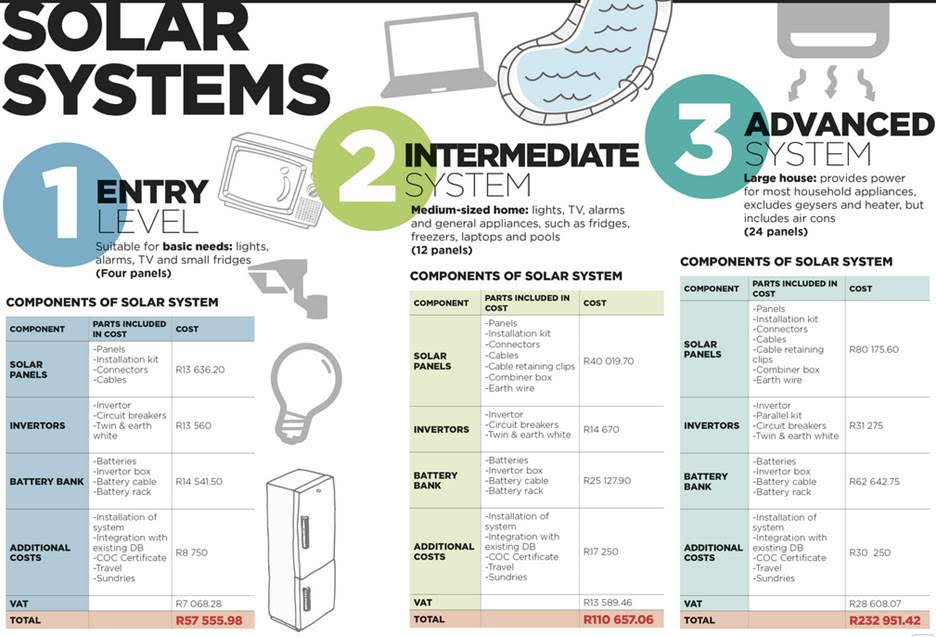 SOLAR
SYSTEMS
1
ENTRY
LEVEL
Suitable for basic needs: lights,
alarms, TV and small fridges
(Four panels)
COMPONENTS OF SOLAR SYSTEM
COMPONENT
PARTS INCLUDED
IN COST
COST
SOLAR
PANELS
-Panels
-Installation kit
-Connectors
-Cables
R13 636.20
INVERTORS
-Invertor
-Circuit breakers
-Twin & earth
white
R13 560
BATTERY BANK
-Batteries
-Invertor box
-Battery cable
-Battery rack
R14 541.50
ADDITIONAL
COSTS
-Installation of
system
-Integration with
existing DB
-COC Certificate
-Travel
-Sundries
R8 750
VAT
R7 068.28
TOTAL
R57 555.98
2
INTERMEDIATE
SYSTEM
Medium-sized home: lights, TV, alarms
and general appliances, such as fridges,
freezers, laptops and pools
(12 panels)
COMPONENTS OF SOLAR SYSTEM
COMPONENT
PARTS INCLUDED IN
COST
COST
SOLAR
PANELS
-Panels
-Installation kit
-Connectors
-Cables
-Cable retaining clips
-Combiner box
-Earth wire
R40 019.70
INVERTORS
-Invertor
-Circuit breakers
-Twin & earth white
R14 670
BATTERY
BANK
-Batteries
-Invertor box
-Battery cable
-Battery rack
R25 127.90
ADDITIONAL
COSTS
-Installation of
system
-Integration with
existing DB
-COC Certificate
-Travel
-Sundries
R17 250
VAT
R13 589.46
TOTAL
R110 657.06
3
ADVANCED
SYSTEM
Large house: provides power
for most household appliances,
excludes geysers and heater, but
includes air cons
(24 panels)
COMPONENTS OF SOLAR SYSTEM
COMPONENT
PARTS INCLUDED IN
COST
COST
SOLAR
PANELS
-Panels
-Installation kit
-Connectors
-Cables
-Cable retaining
clips
-Combiner box
-Earth wire
R80 175.60
INVERTORS
-Invertor
-Parallel kit
-Circuit breakers
-Twin & earth white
R31 275
BATTERY
BANK
-Batteries
-Invertor box
-Battery cable
-Battery rack
R62 642.75
ADDITIONAL
COSTS
-Installation of
system
-Integration with
existing DB
-COC Certificate
-Travel
-Sundries
R30 250
VAT
R28 608.07
TOTAL
R232 951.42